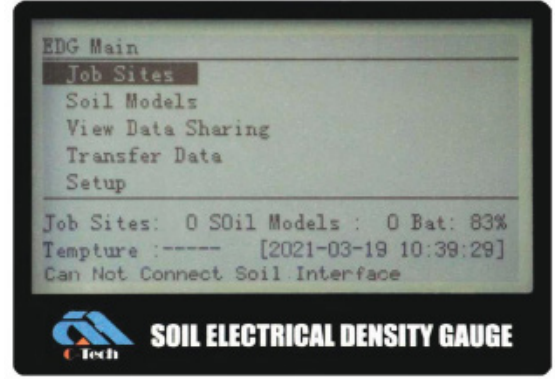 EDG Main
Job Sites
Soil Models
View Data Sharing
Transfer Data
Setup
Job Sites: 0 SOil Models : 0 Bat: 83%
Tempture :----- [2021-03-19 10:39:29]
Can Not Connect Soil Interface
C-Tech SOIL ELECTRICAL DENSITY GAUGE